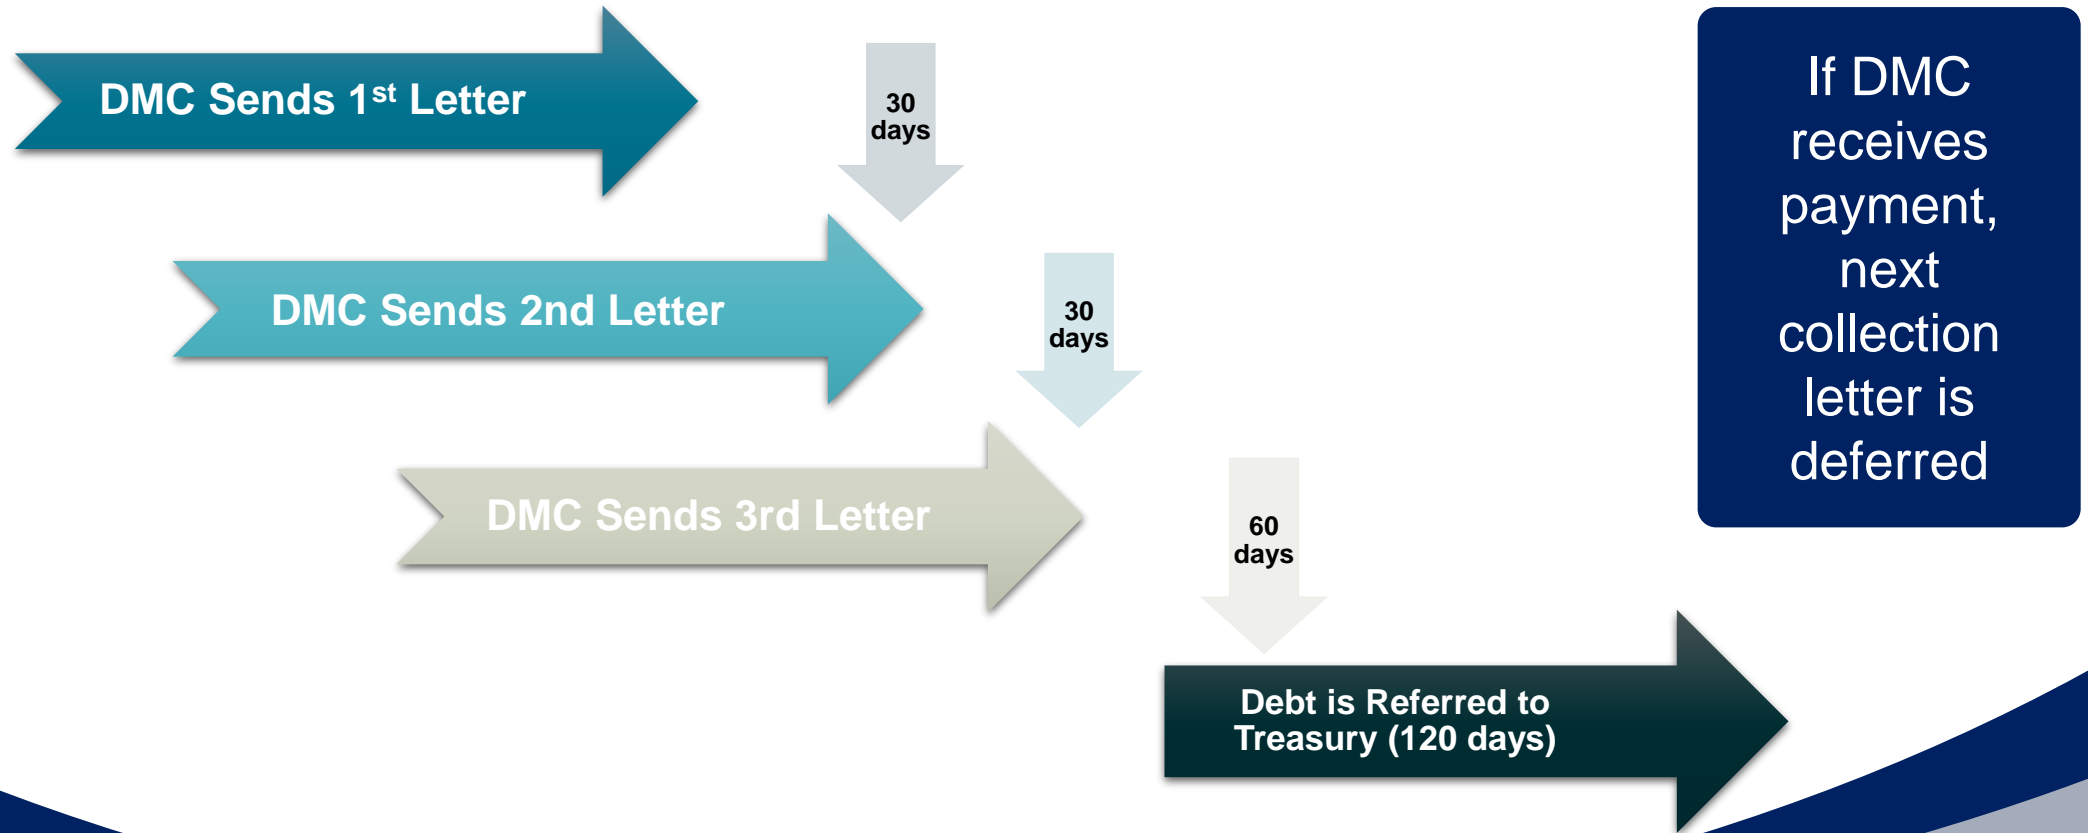 DMC Sends 1st Letter
30
days
DMC Sends 2nd Letter
30
days
DMC Sends 3rd Letter
60
days
Debt is Referred to
Treasury (120 days)
If DMC
receives
payment,
next
collection
letter is
deferred